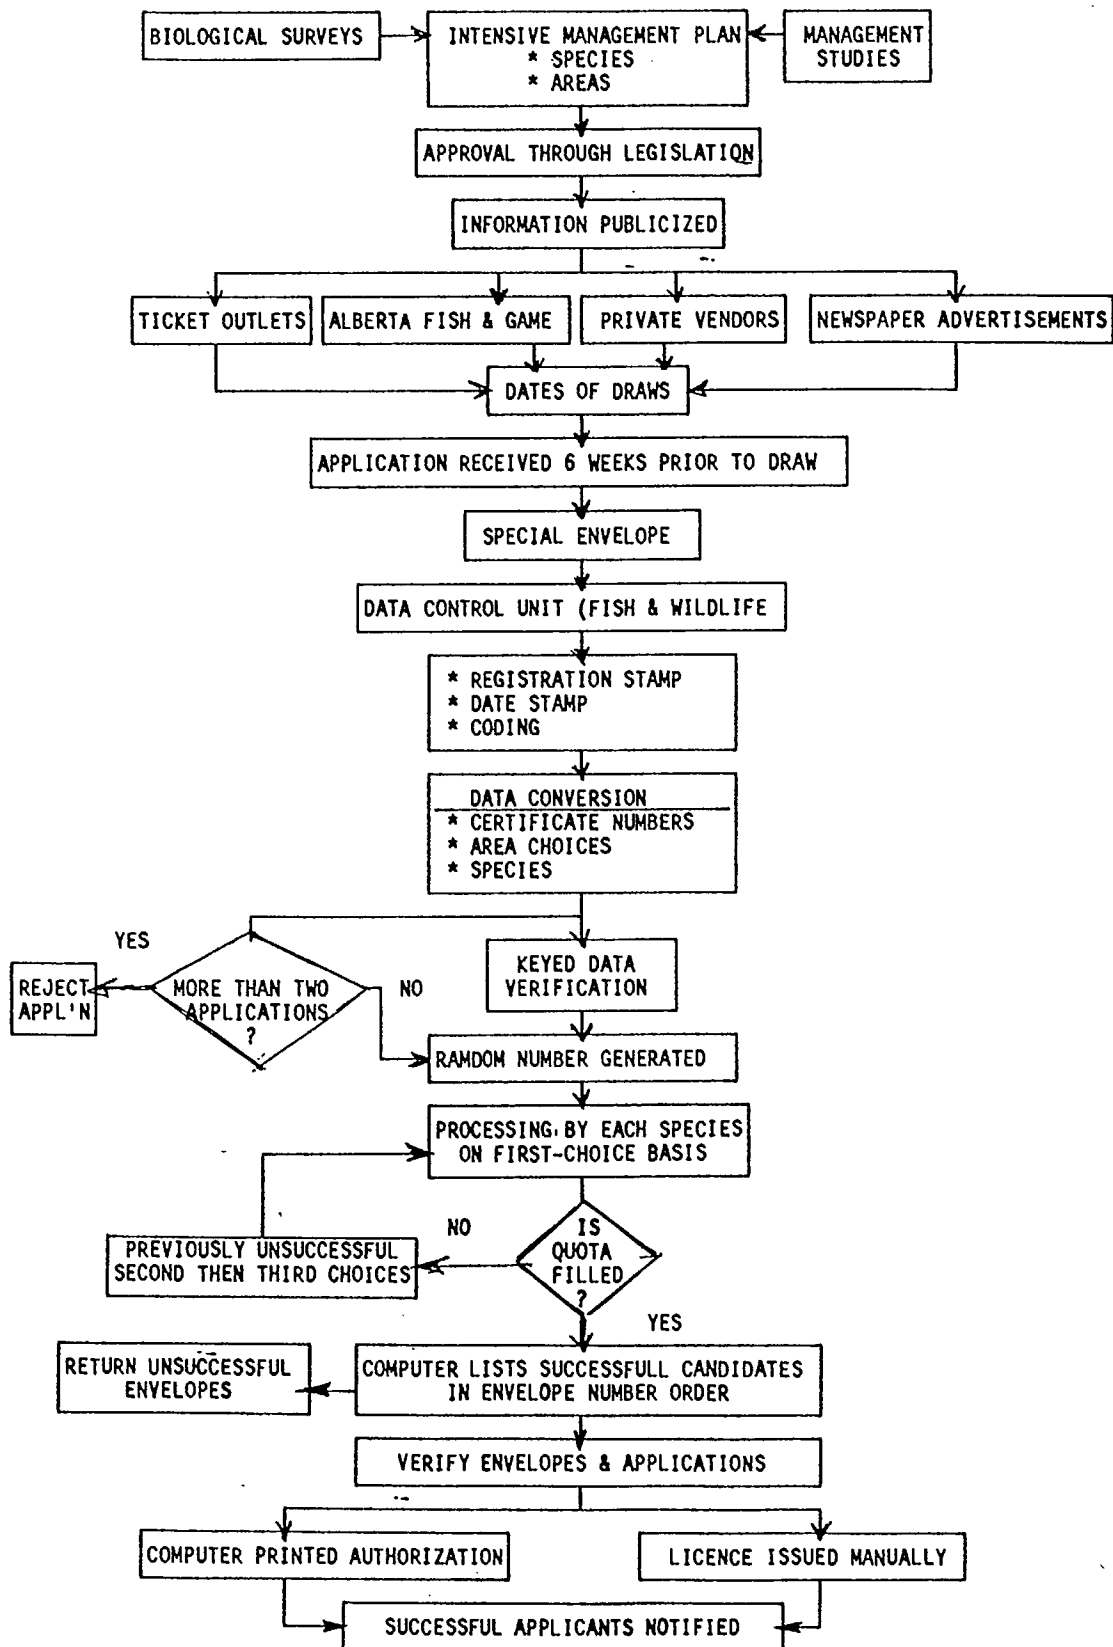 BIOLOGICAL SURVEYS
INTENSIVE MANAGEMENT PLAN
* SPECIES
* AREAS
MANAGEMENT
STUDIES
APPROVAL THROUGH LEGISLATION
INFORMATION PUBLICIZED
TICKET OUTLETS
ALBERTA FISH & GAME
PRIVATE VENDORS
NEWSPAPER ADVERTISEMENTS
DATES OF DRAWS
APPLICATION RECEIVED 6 WEEKS PRIOR TO DRAW
SPECIAL ENVELOPE
DATA CONTROL UNIT (FISH & WILDLIFE
* REGISTRATION STAMP
* DATE STAMP
* CODING
DATA CONVERSION
* CERTIFICATE NUMBERS
* AREA CHOICES
* SPECIES
YES
REJECT
APPL'N
MORE THAN TWO
APPLICATIONS
?
NO
KEYED DATA
VERIFICATION
RAMDOM NUMBER GENERATED
PROCESSING BY EACH SPECIES
ON FIRST-CHOICE BASIS
NO
IS
QUOTA
FILLED
?
PREVIOUSLY UNSUCCESSFUL
SECOND THEN THIRD CHOICES
YES
RETURN UNSUCCESSFUL
ENVELOPES
COMPUTER LISTS SUCCESSFULL CANDIDATES
IN ENVELOPE NUMBER ORDER
VERIFY ENVELOPES & APPLICATIONS
COMPUTER PRINTED AUTHORIZATION
LICENCE ISSUED MANUALLY
SUCCESSFUL APPLICANTS NOTIFIED